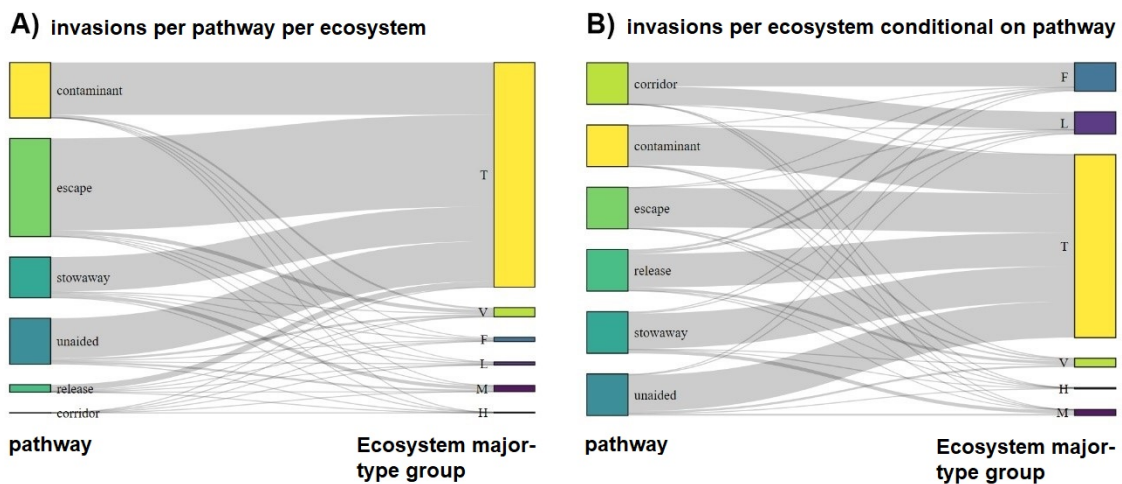 A) invasions per pathway per ecosystem
contaminant
escape
stowaway
unaided
release
corridor
T
V
F
L
M
H
pathway
Ecosystem major-
type group
B) invasions per ecosystem conditional on pathway
corridor
contaminant
escape
release
stowaway
unaided
F
L
T
V
H
M
pathway
Ecosystem major-
type group